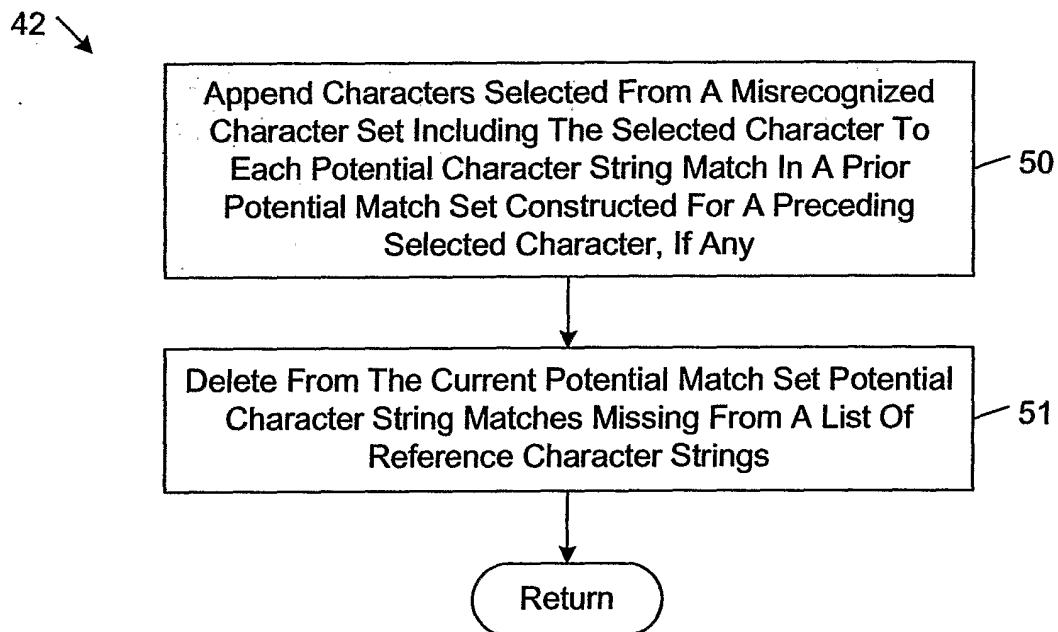 42
Append Characters Selected From A Misrecognized
Character Set Including The Selected Character To
Each Potential Character String Match In A Prior
Potential Match Set Constructed For A Preceding
Selected Character, If Any
50
Delete From The Current Potential Match Set Potential
Character String Matches Missing From A List Of
Reference Character Strings
51
Return